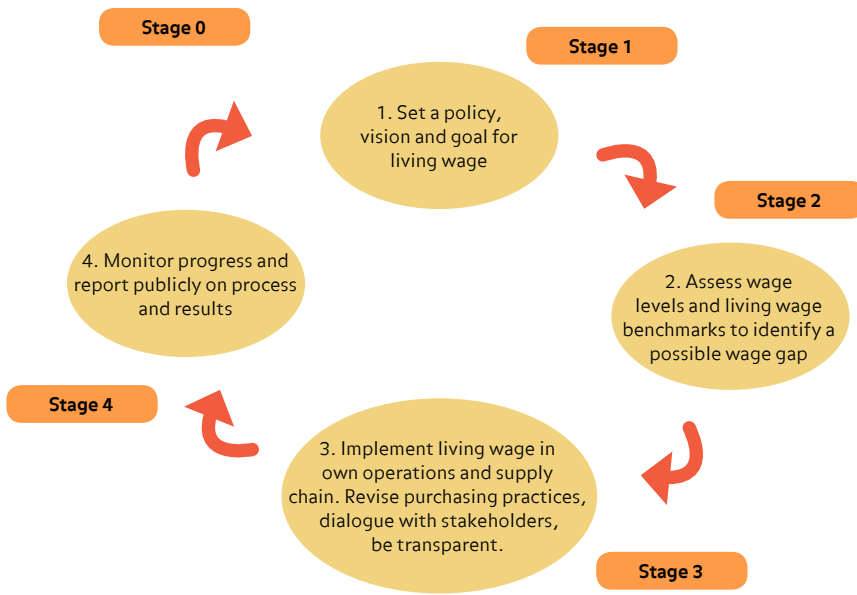 Stage 0
Stage 1
1. Set a policy,
vision and goal for
living wage
Stage 2
2. Assess wage
levels and living wage
benchmarks to identify a
possible wage gap
4. Monitor progress and
report publicly on process
and results
Stage 4
3. Implement living wage in
own operations and supply
chain. Revise purchasing practices,
dialogue with stakeholders,
be transparent.
Stage 3